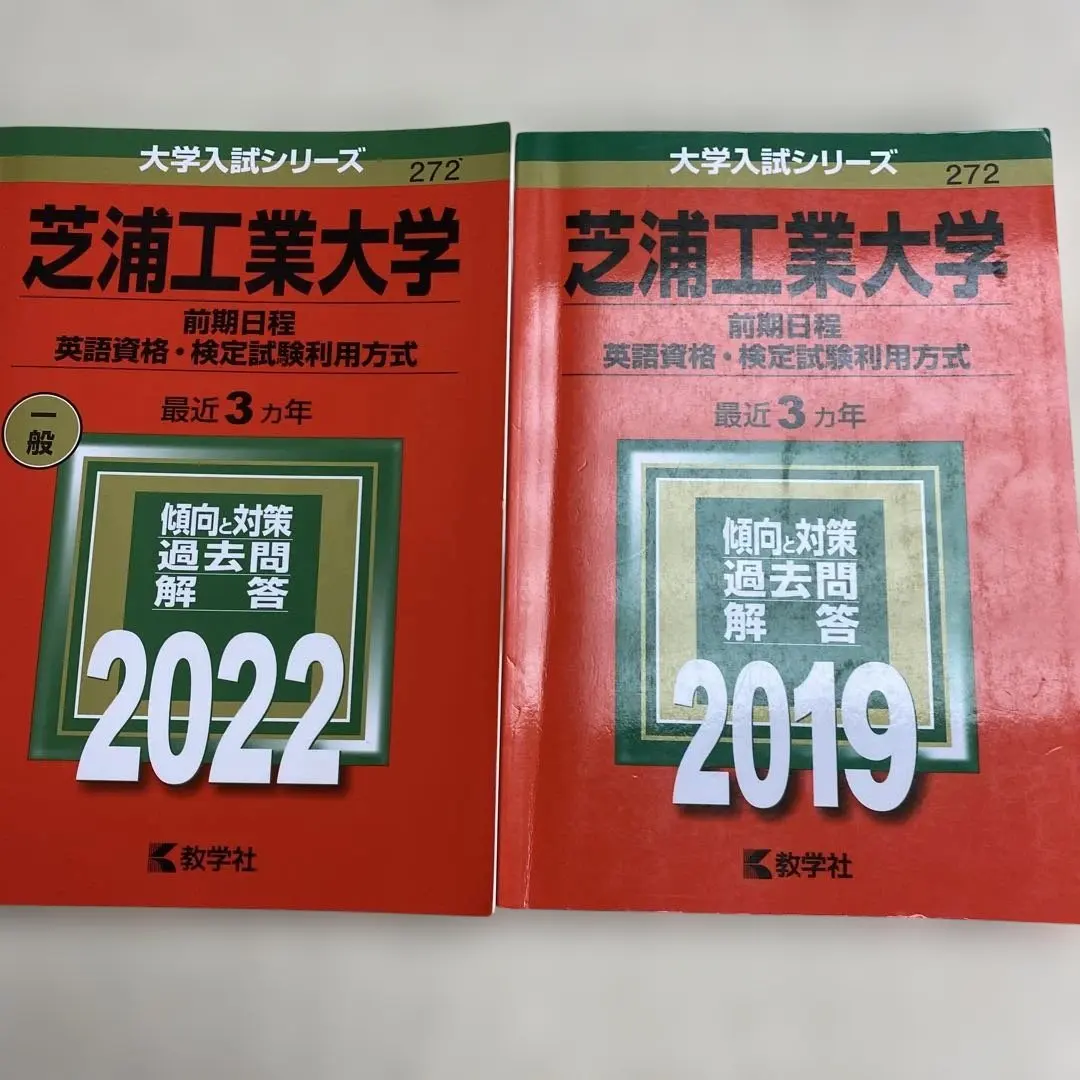 大学入試シリーズ
272
芝浦工業大学
前期日程
英語資格・検定試験利用方式
最近3カ年
一般
傾向と対策
過去問
解答
2022
教学社
大学入試シリーズ
272
芝浦工業大学
前期日程
英語資格・検定試験利用方式
最近3カ年
傾向と対策
過去問
解答
2019
教学社